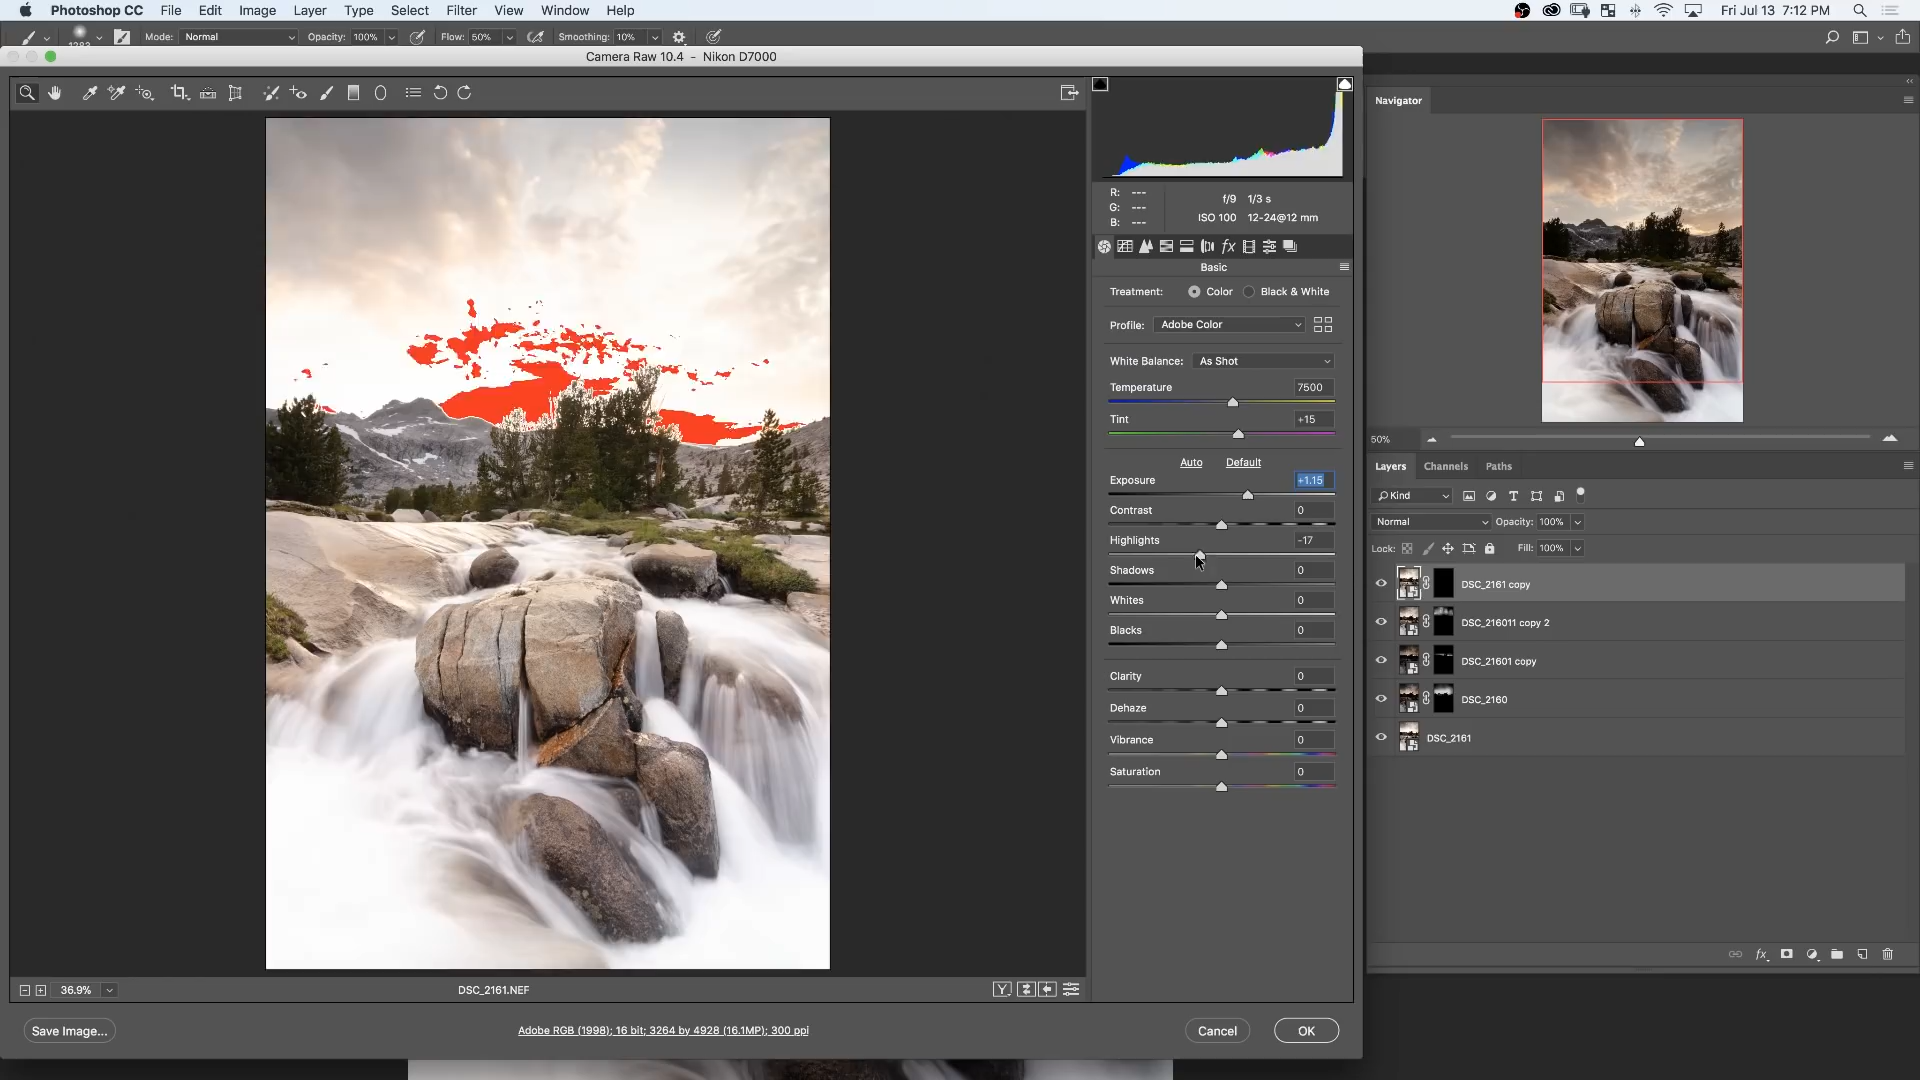 Photoshop CC File Edit Image Layer Type Select Filter View Window Help Fri Jul 13 7:12 PM
Mode: Normal Opacity: 100% Flow: 50% Smoothing: 10%
Camera Raw 10.4 - Nikon D7000
R: ---
G: ---
B: ---
f/9 1/3 s
ISO 100 12-24@12 mm
Basic
Treatment: Color Black & White
Profile: Adobe Color
White Balance: As Shot
Temperature 7500
Tint +15
Auto Default
Exposure +1.15
Contrast 0
Highlights -17
Shadows 0
Whites 0
Blacks 0
Clarity 0
Dehaze 0
Vibrance 0
Saturation 0
36.9%
DSC_2161.NEF
Save Image...
Adobe RGB (1998); 16 bit; 3264 by 4928 (16.1MP); 300 ppi
Cancel OK
Navigator
50%
Layers Channels Paths
Kind
Normal Opacity: 100%
Lock: Fill: 100%
DSC_2161 copy
DSC_216011 copy 2
DSC_21601 copy
DSC_2160
DSC_2161